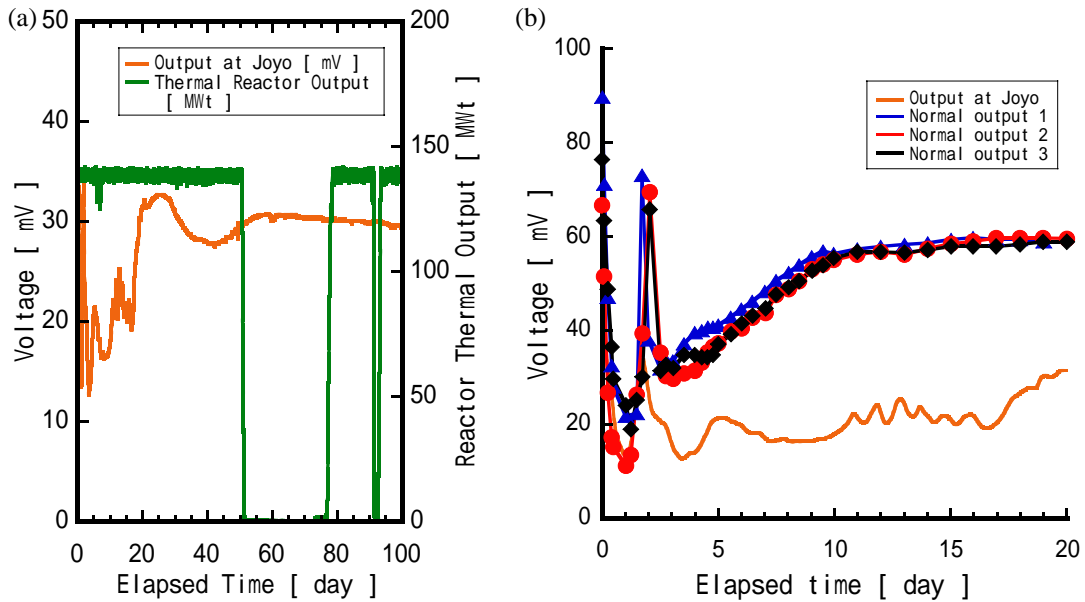 (a)
50
40
30
20
10
0
Voltage [ mV ]
Output at Joyo [ mV ]
Thermal Reactor Output
[ MWt ]
200
150
100
50
0
Reactor Thermal Output [ MWt ]
0 20 40 60 80 100
Elapsed Time [ day ]
(b)
100
80
60
40
20
0
Voltage [ mV ]
Output at Joyo
Normal output 1
Normal output 2
Normal output 3
0 5 10 15 20
Elapsed time [ day ]